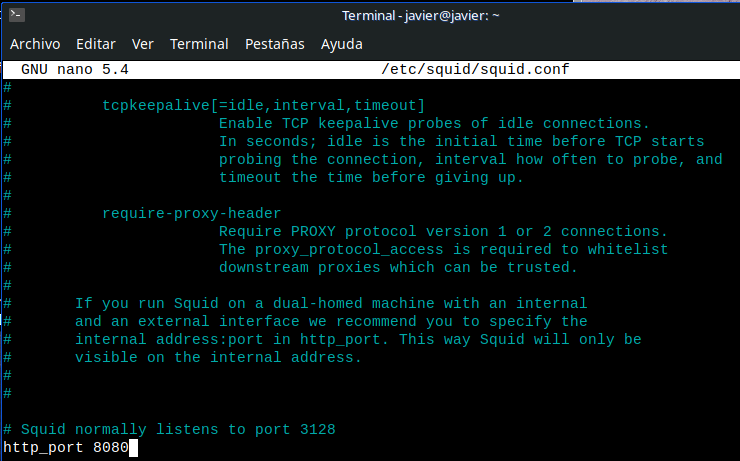 Terminal - javier@javier: ~
Archivo Editar Ver Terminal Pestañas Ayuda
GNU nano 5.4 /etc/squid/squid.conf
#
# tcpkeepalive[=idle,interval,timeout]
# Enable TCP keepalive probes of idle connections.
# In seconds; idle is the initial time before TCP starts
# probing the connection, interval how often to probe, and
# timeout the time before giving up.
#
# require-proxy-header
# Require PROXY protocol version 1 or 2 connections.
# The proxy_protocol_access is required to whitelist
# downstream proxies which can be trusted.
#
# If you run Squid on a dual-homed machine with an internal
# and an external interface we recommend you to specify the
# internal address:port in http_port. This way Squid will only be
# visible on the internal address.
#
#
# Squid normally listens to port 3128
http_port 8080